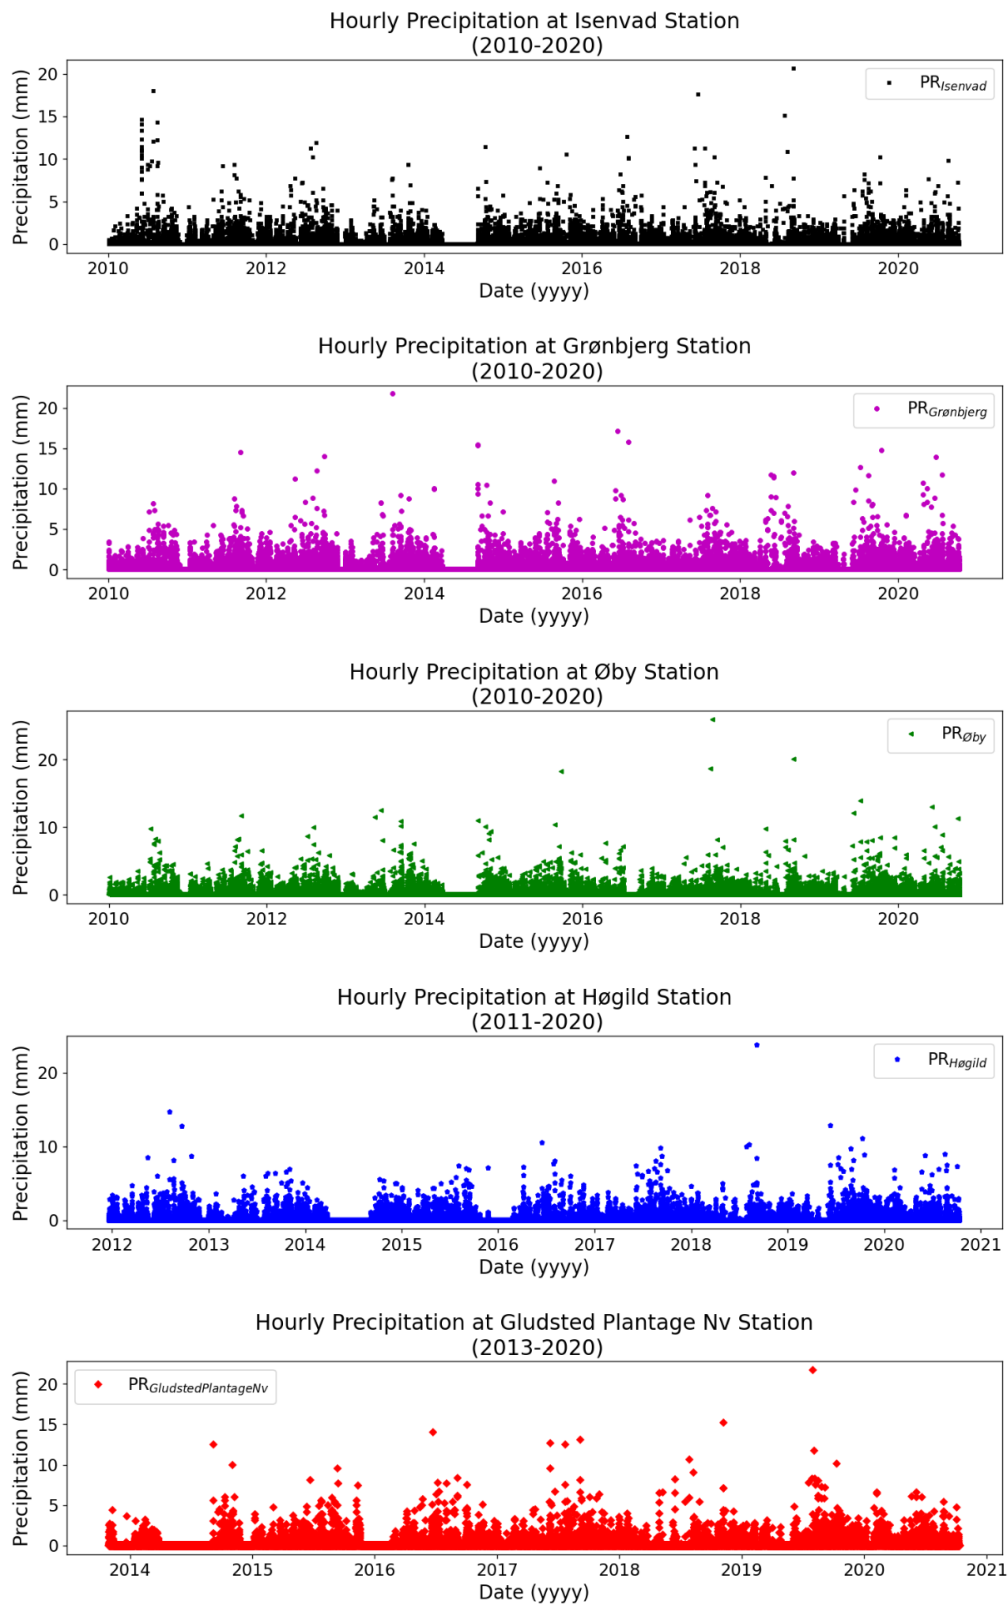 Hourly Precipitation at Isenvad Station
(2010-2020)
Precipitation (mm)
20
15
10
5
0
PR_Isenvad
2010 2012 2014 2016 2018 2020
Date (yyyy)
Hourly Precipitation at Grønbjerg Station
(2010-2020)
Precipitation (mm)
20
15
10
5
0
PR_Grønbjerg
2010 2012 2014 2016 2018 2020
Date (yyyy)
Hourly Precipitation at Øby Station
(2010-2020)
Precipitation (mm)
20
10
0
PR_Øby
2010 2012 2014 2016 2018 2020
Date (yyyy)
Hourly Precipitation at Høgild Station
(2011-2020)
Precipitation (mm)
20
10
0
PR_Høgild
2012 2013 2014 2015 2016 2017 2018 2019 2020 2021
Date (yyyy)
Hourly Precipitation at Gludsted Plantage Nv Station
(2013-2020)
Precipitation (mm)
20
15
10
5
0
PR_GludstedPlantageNv
2014 2015 2016 2017 2018 2019 2020 2021
Date (yyyy)